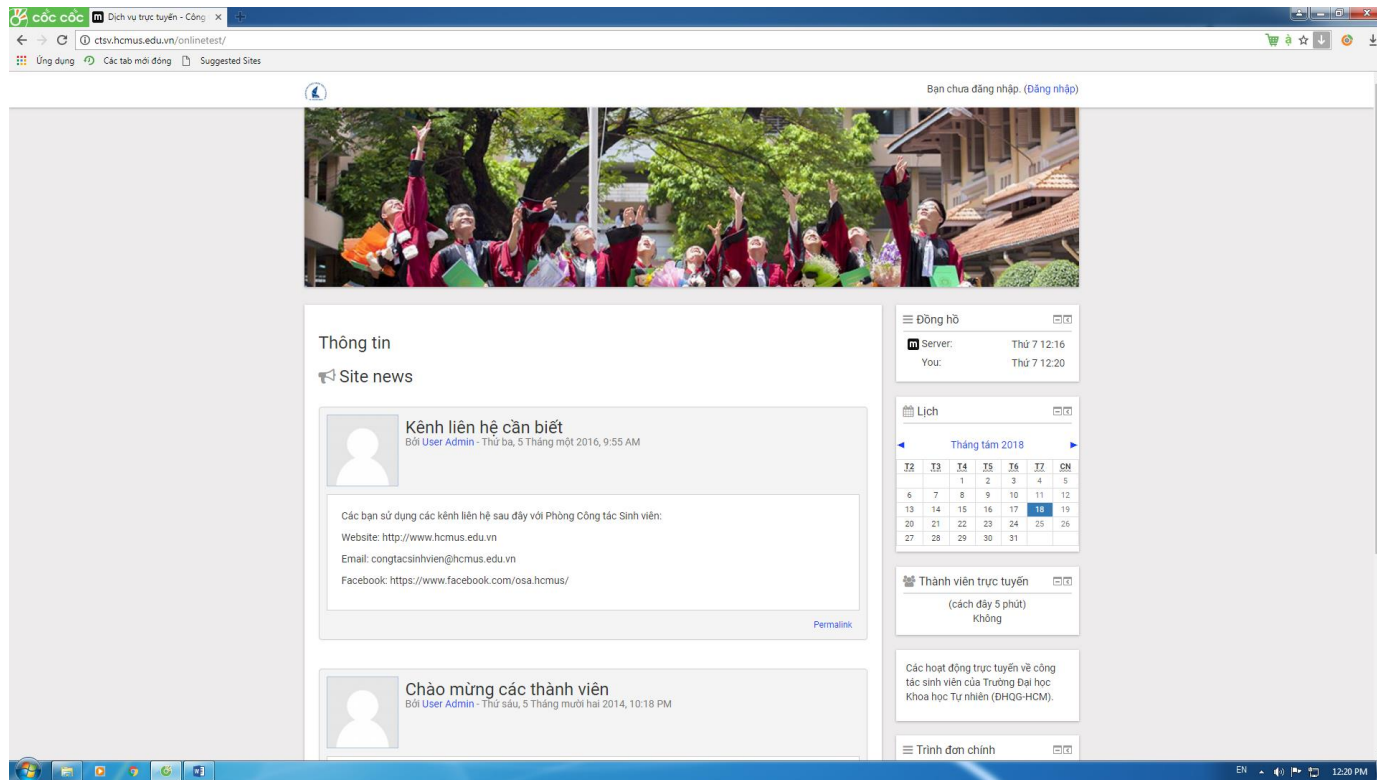 cốc cốc Dịch vụ trực tuyến - Công
ctsv.hcmus.edu.vn/onlinetest/
Ứng dụng Các tab mới đóng Suggested Sites
Bạn chưa đăng nhập. (Đăng nhập)
Thông tin
Site news
Kênh liên hệ cần biết
Bởi User Admin - Thứ ba, 5 Tháng một 2016, 9:55 AM
Các bạn sử dụng các kênh liên hệ sau đây với Phòng Công tác Sinh viên:
Website: http://www.hcmus.edu.vn
Email: congtacsinhvien@hcmus.edu.vn
Facebook: https://www.facebook.com/osa.hcmus/
Permalink
Chào mừng các thành viên
Bởi User Admin - Thứ sáu, 5 Tháng mười hai 2014, 10:18 PM
Đồng hồ
Server: Thứ 7 12:16
You: Thứ 7 12:20
Lịch
◄ Tháng tám 2018 ►
T2 T3 T4 T5 T6 T7 CN
1 2 3 4 5
6 7 8 9 10 11 12
13 14 15 16 17 18 19
20 21 22 23 24 25 26
27 28 29 30 31
Thành viên trực tuyến
(cách đây 5 phút)
Không
Các hoạt động trực tuyến về công
tác sinh viên của Trường Đại học
Khoa học Tự nhiên (ĐHQG-HCM).
Trình đơn chính
EN 12:20 PM